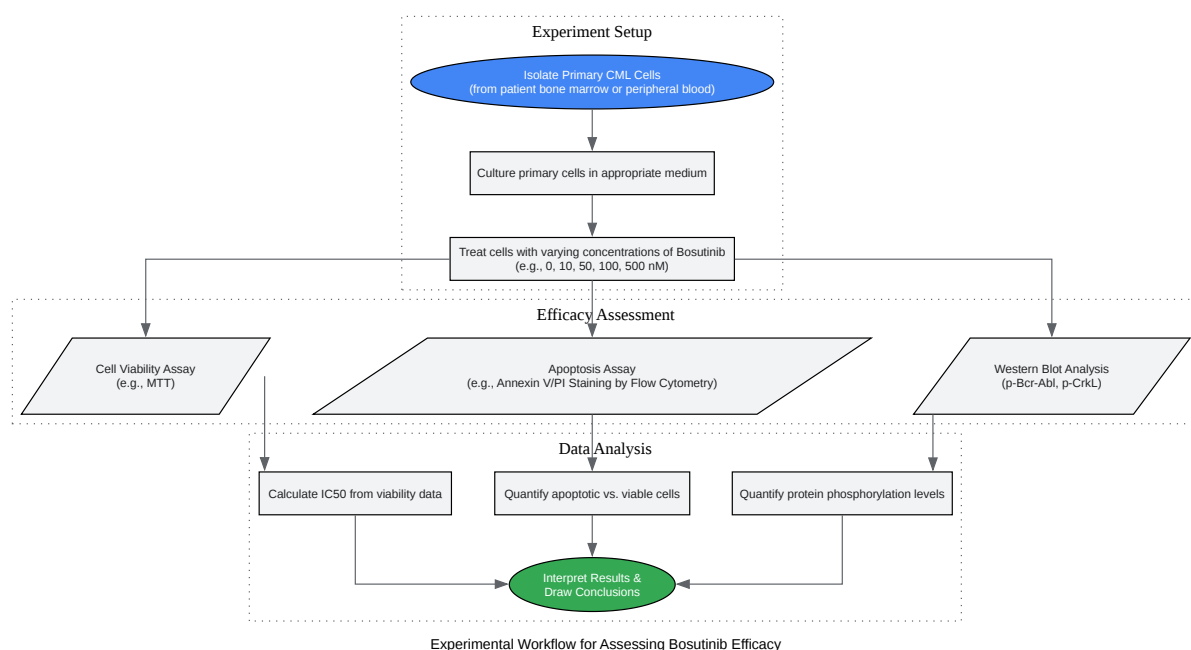 Experiment Setup
Isolate Primary CML Cells
(from patient bone marrow or peripheral blood)
Culture primary cells in appropriate medium
Treat cells with varying concentrations of Bosutinib
(e.g., 0, 10, 50, 100, 500 nM)
Efficacy Assessment
Cell Viability Assay
(e.g., MTT)
Apoptosis Assay
(e.g., Annexin V/PI Staining by Flow Cytometry)
Western Blot Analysis
(p-Bcr-Abl, p-CrkL)
Data Analysis
Calculate IC50 from viability data
Quantify apoptotic vs. viable cells
Quantify protein phosphorylation levels
Interpret Results &
Draw Conclusions
Experimental Workflow for Assessing Bosutinib Efficacy